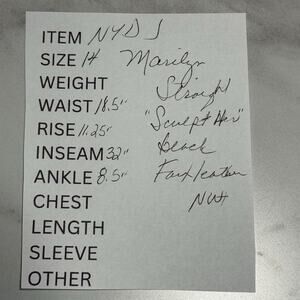 ITEM NYDJ
SIZE 14 Marilyn
WEIGHT Straight
WAIST 18.5"
RISE 11.25" "Sculpt Her"
INSEAM 32" Black
ANKLE 8.5" Faux leather
CHEST NWT
LENGTH
SLEEVE
OTHER